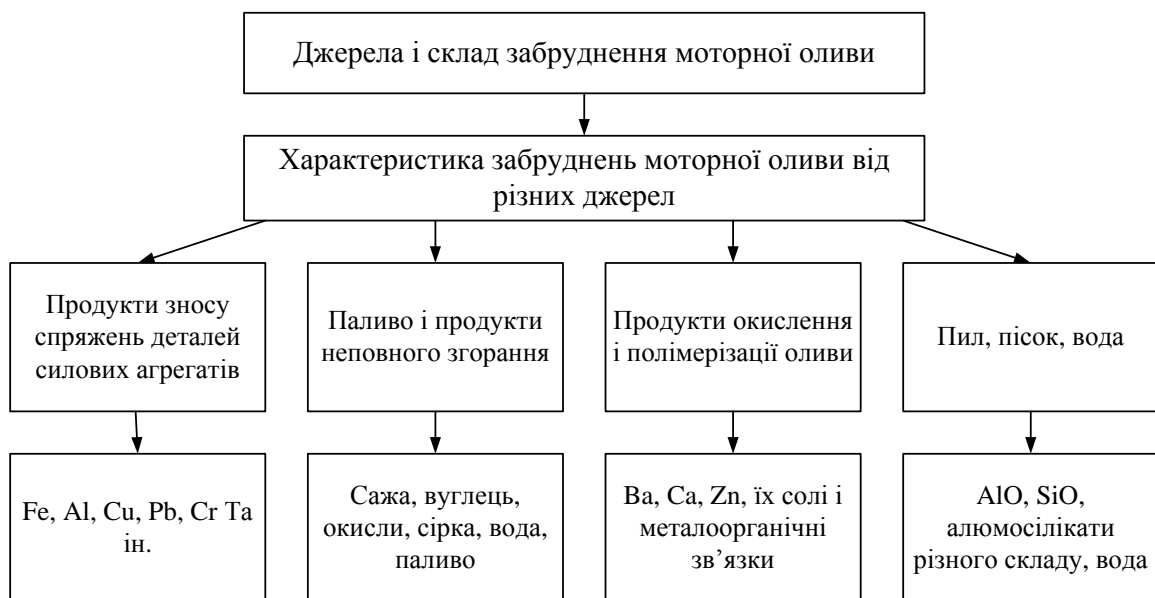 Джерела і склад забруднення моторної оливи
Характеристика забруднень моторної оливи від
різних джерел
Продукти зносу
спряжень деталей
силових агрегатів
Паливо і продукти
неповного згорання
Продукти окислення
і полімерізації оливи
Пил, пісок, вода
Fe, Al, Cu, Pb, Cr Та
ін.
Сажа, вуглець,
окисли, сірка, вода,
паливо
Ba, Ca, Zn, їх солі і
металоорганічні
зв’язки
AlO, SiO,
алюмосілікати
різного складу, вода